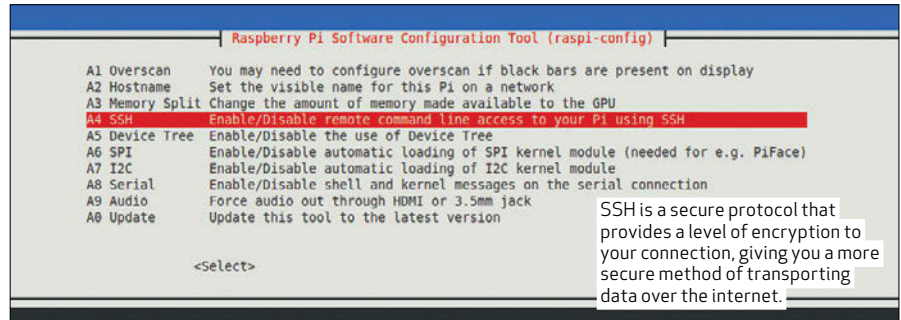 Raspberry Pi Software Configuration Tool (raspi-config)
A1 Overscan You may need to configure overscan if black bars are present on display
A2 Hostname Set the visible name for this Pi on a network
A3 Memory Split Change the amount of memory made available to the GPU
A4 SSH Enable/Disable remote command line access to your Pi using SSH
A5 Device Tree Enable/Disable the use of Device Tree
A6 SPI Enable/Disable automatic loading of SPI kernel module (needed for e.g. PiFace)
A7 I2C Enable/Disable automatic loading of I2C kernel module
A8 Serial Enable/Disable shell and kernel messages on the serial connection
A9 Audio Force audio out through HDMI or 3.5mm jack
A0 Update Update this tool to the latest version
<Select>
SSH is a secure protocol that
provides a level of encryption to
your connection, giving you a more
secure method of transporting
data over the internet.